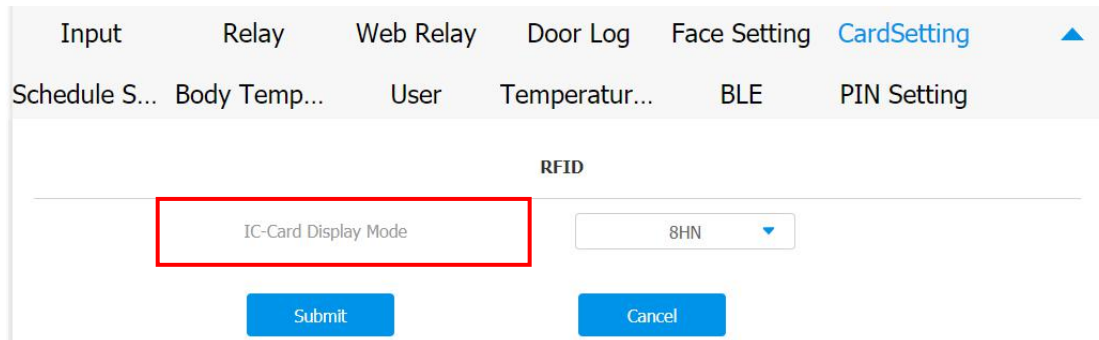 Input Relay Web Relay Door Log Face Setting CardSetting
Schedule S... Body Temp... User Temperatur... BLE PIN Setting
RFID
IC-Card Display Mode 8HN
Submit Cancel